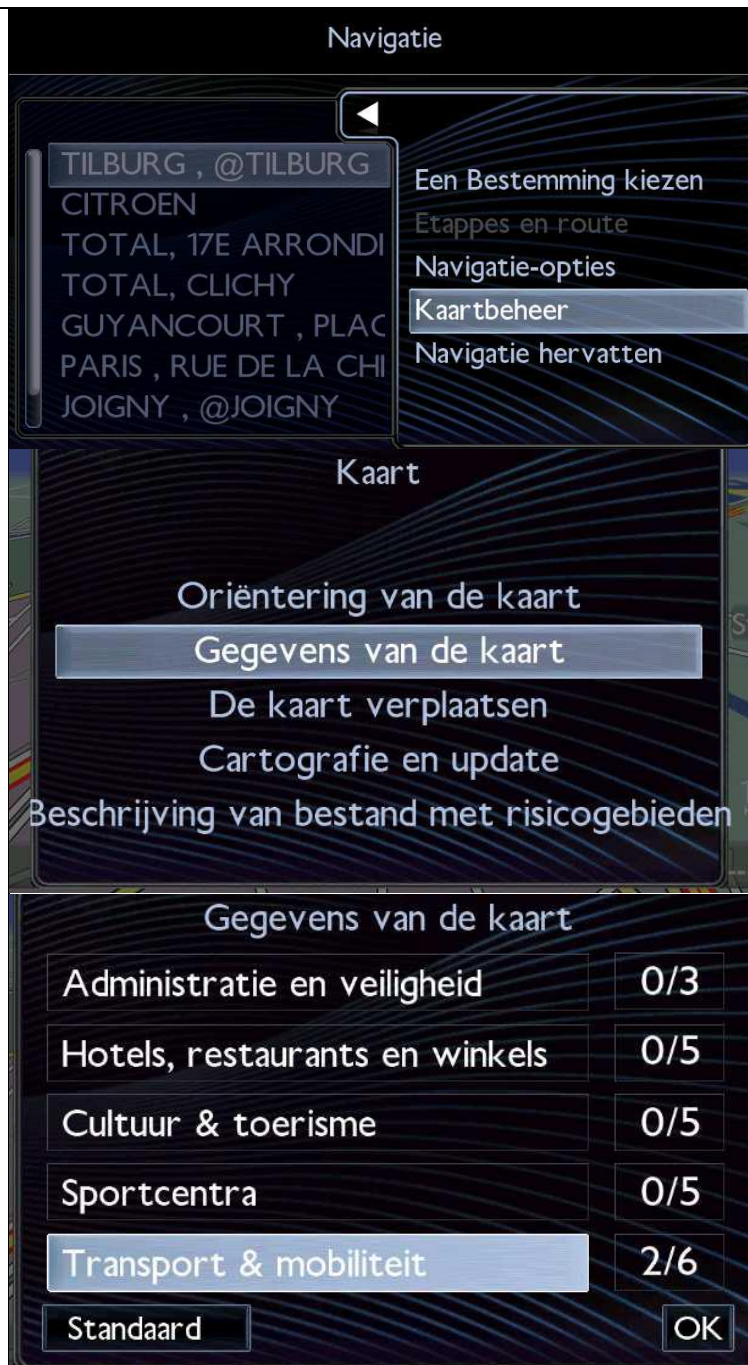 Navigatie
TILBURG , @TILBURG
CITROEN
TOTAL, 17E ARRONDI
TOTAL, CLICHY
GUYANCOURT , PLAC
PARIS , RUE DE LA CHI
JOIGNY , @JOIGNY
Een Bestemming kiezen
Etappes en route
Navigatie-opties
Kaartbeheer
Navigatie hervatten
Kaart
Oriëntering van de kaart
Gegevens van de kaart
De kaart verplaatsen
Cartografie en update
Beschrijving van bestand met risicogebieden
Gegevens van de kaart
Administratie en veiligheid 0/3
Hotels, restaurants en winkels 0/5
Cultuur & toerisme 0/5
Sportcentra 0/5
Transport & mobiliteit 2/6
Standaard OK